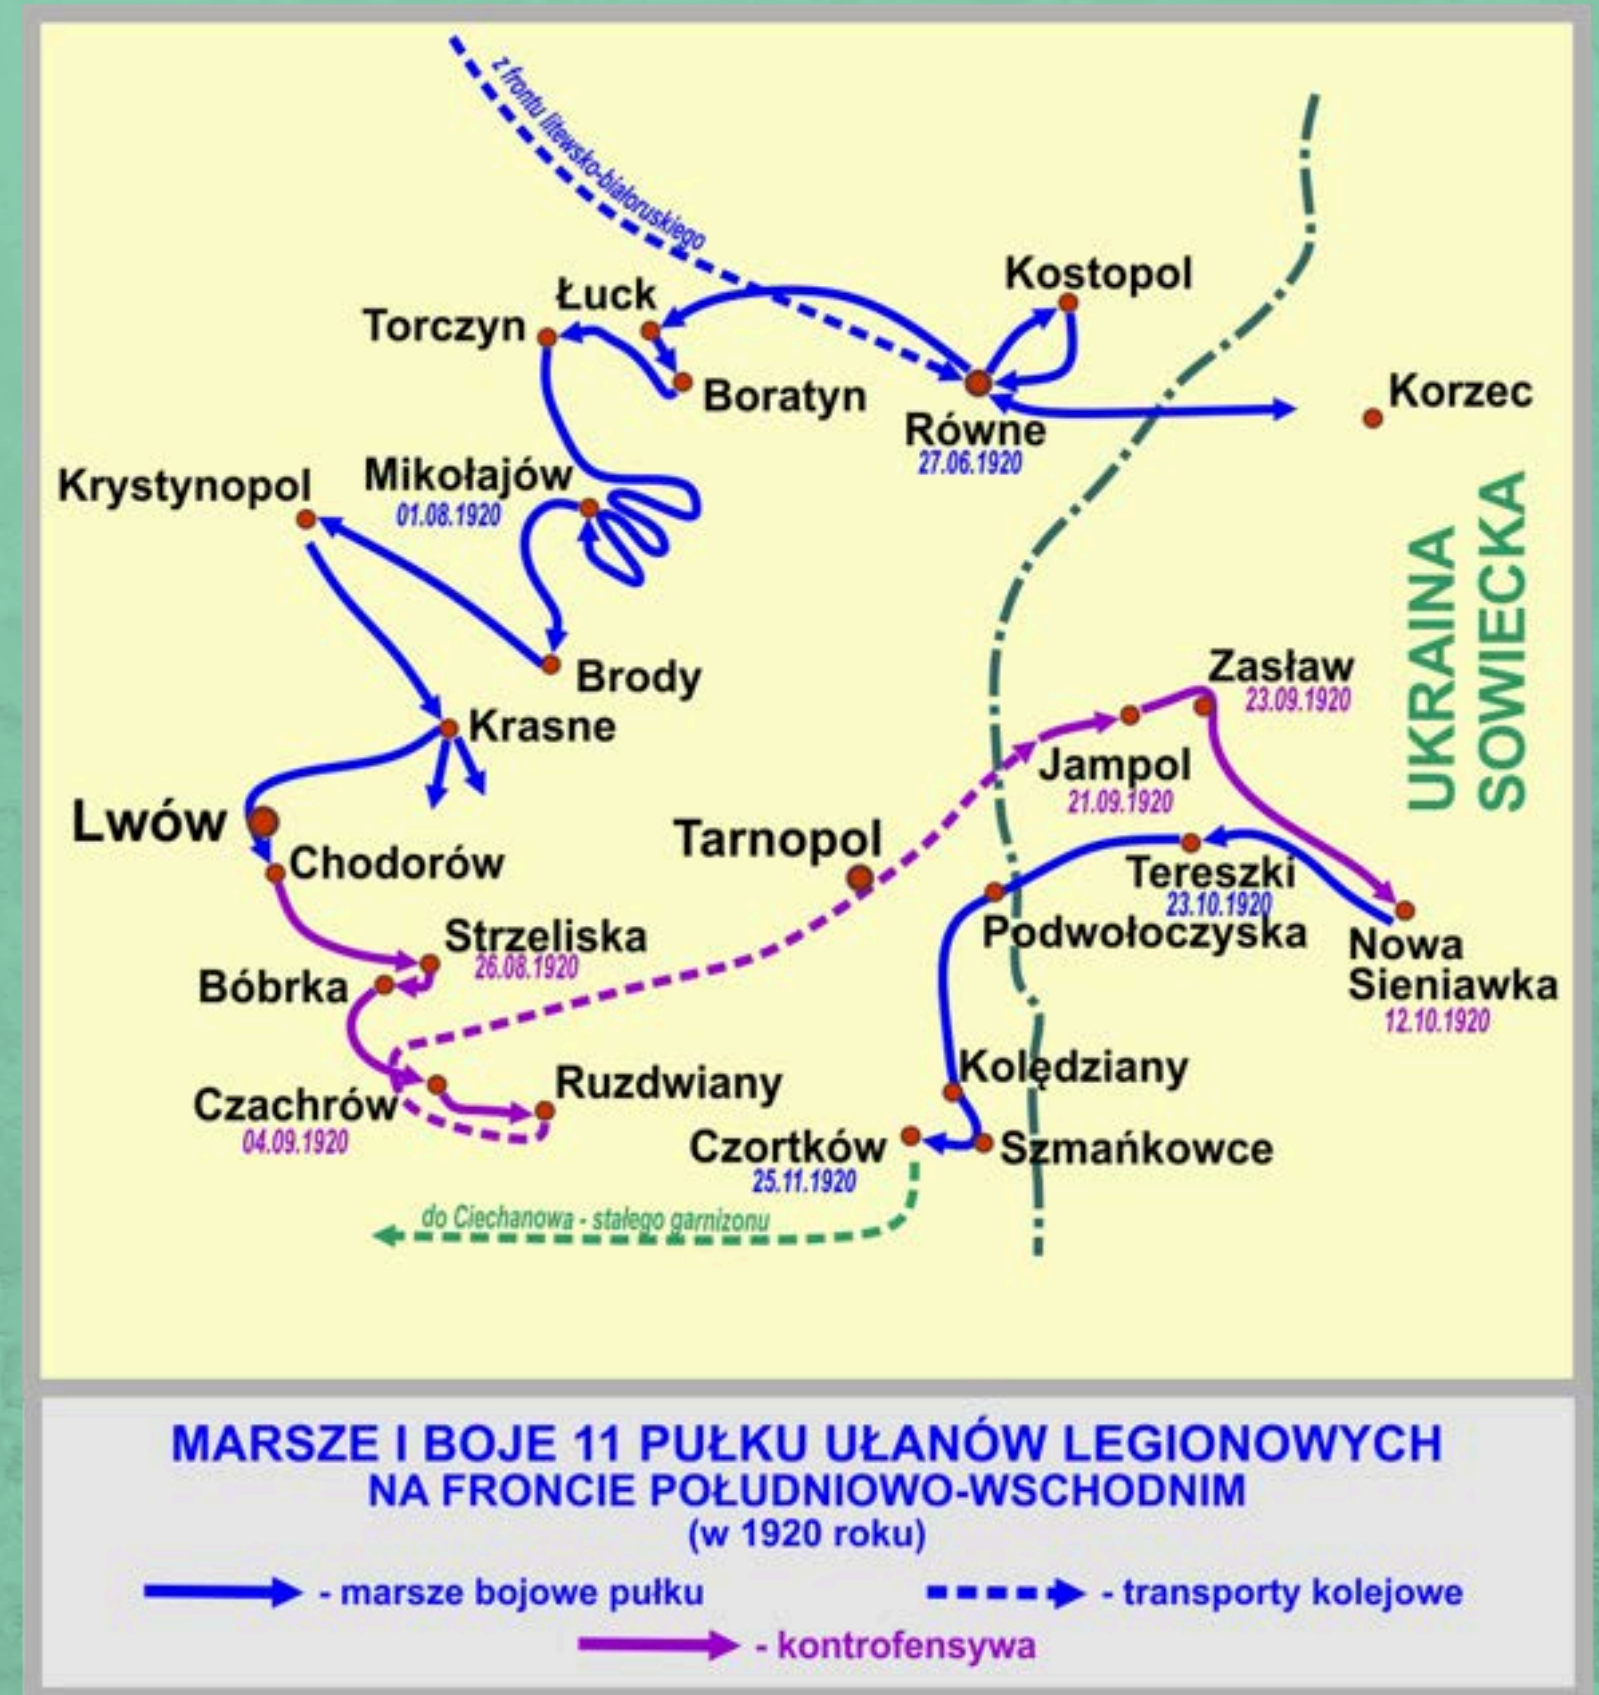 z frontu litewsko-białoruskiego
Kostopol
Łuck
Torczyn
Korzec
Boratyn
Równe
27.06.1920
Mikołajów
01.08.1920
Krystynopol
UKRAINA
SOWIECKA
Zasław
23.09.1920
Brody
Krasne
Jampol
21.09.1920
Lwów
Tarnopol
Chodorów
Tereszki
23.10.1920
Strzeliska
26.08.1920
Podwołoczyska
Nowa
Sieniawka
12.10.1920
Bóbrka
Kolędziany
Ruzdwiany
Czachrów
04.09.1920
Czortków
25.11.1920
Szmańkowce
do Ciechanowa - stałego garnizonu
MARSZE I BOJE 11 PUŁKU UŁANÓW LEGIONOWYCH
NA FRONCIE POŁUDNIOWO-WSCHODNIM
(w 1920 roku)
- marsze bojowe pułku
- transporty kolejowe
- kontrofensywa